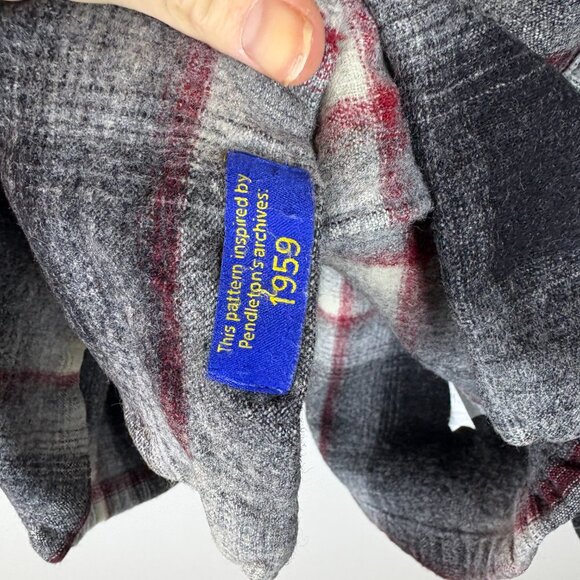 This pattern inspired by
Pendleton's archives:
1959